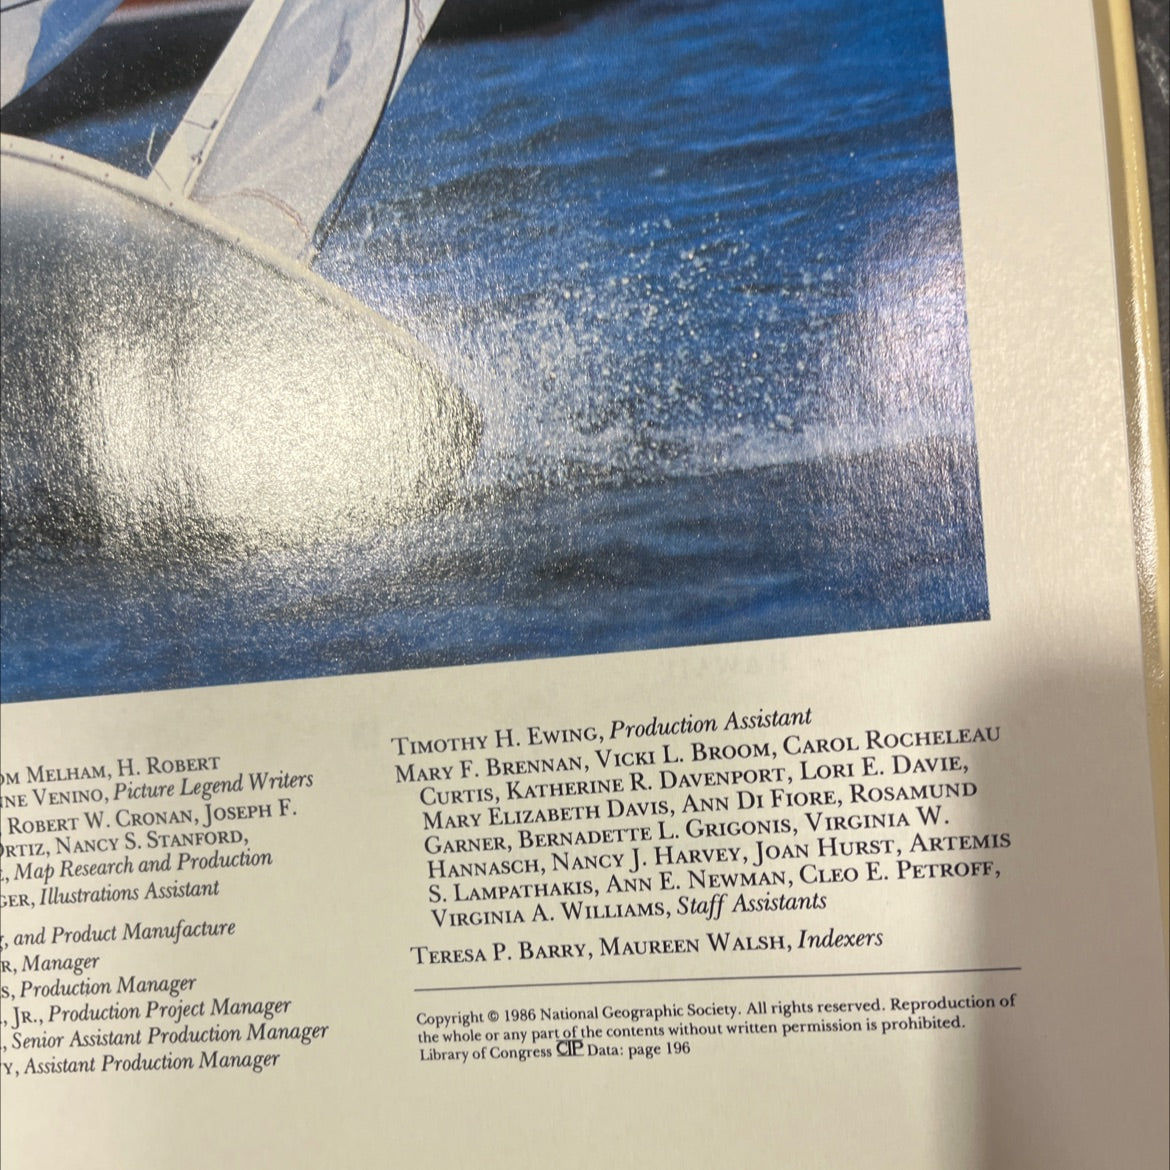 MELHAM, H. ROBERT
VENINO, Picture Legend Writers
ROBERT W. CRONAN, JOSEPH F.
NANCY S. STANFORD,
Map Research and Production
Illustrations Assistant
and Product Manufacture
Manager
Production Manager
JR., Production Project Manager
Senior Assistant Production Manager
Assistant Production Manager
TIMOTHY H. EWING, Production Assistant
MARY F. BRENNAN, VICKI L. BROOM, CAROL ROCHELEAU
CURTIS, KATHERINE R. DAVENPORT, LORI E. DAVIE,
MARY ELIZABETH DAVIS, ANN DI FIORE, ROSAMUND
GARNER, BERNADETTE L. GRIGONIS, VIRGINIA W.
HANNASCH, NANCY J. HARVEY, JOAN HURST, ARTEMIS
S. LAMPATHAKIS, ANN E. NEWMAN, CLEO E. PETROFF,
VIRGINIA A. WILLIAMS, Staff Assistants
TERESA P. BARRY, MAUREEN WALSH, Indexers
Copyright © 1986 National Geographic Society. All rights reserved. Reproduction of
the whole or any part of the contents without written permission is prohibited.
Library of Congress CIP Data: page 196